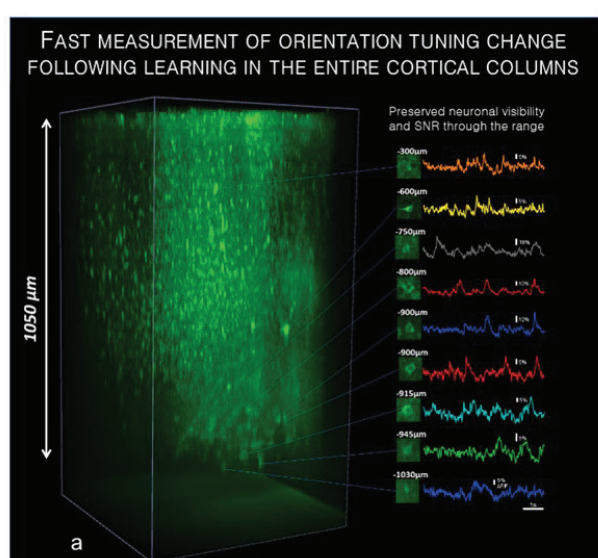 FAST MEASUREMENT OF ORIENTATION TUNING CHANGE
FOLLOWING LEARNING IN THE ENTIRE CORTICAL COLUMNS
Preserved neuronal visibility
and SNR through the range
-300µm
-600µm
-750µm
-800µm
-900µm
-900µm
-915µm
-945µm
-1030µm
1050 µm
a